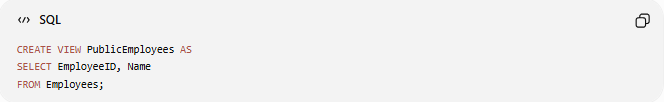 SQL
CREATE VIEW PublicEmployees AS
SELECT EmployeeID, Name
FROM Employees;